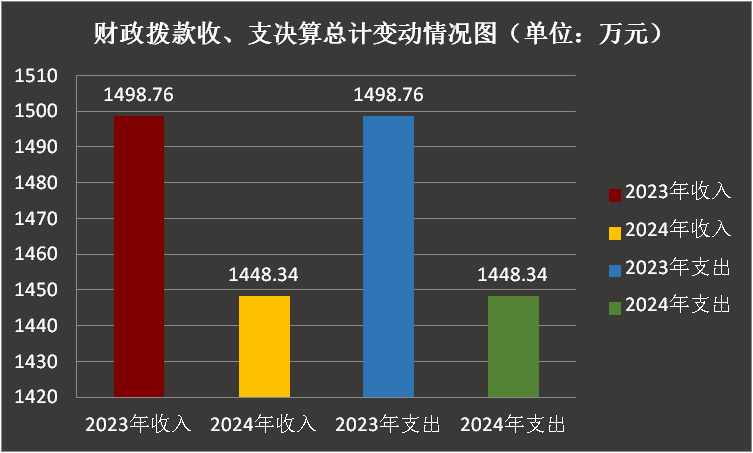 财政拨款收、支决算总计变动情况图（单位：万元）
1510
1500
1490
1480
1470
1460
1450
1440
1430
1420
1498.76
1448.34
1498.76
1448.34
2023年收入
2024年收入
2023年支出
2024年支出
2023年收入
2024年收入
2023年支出
2024年支出